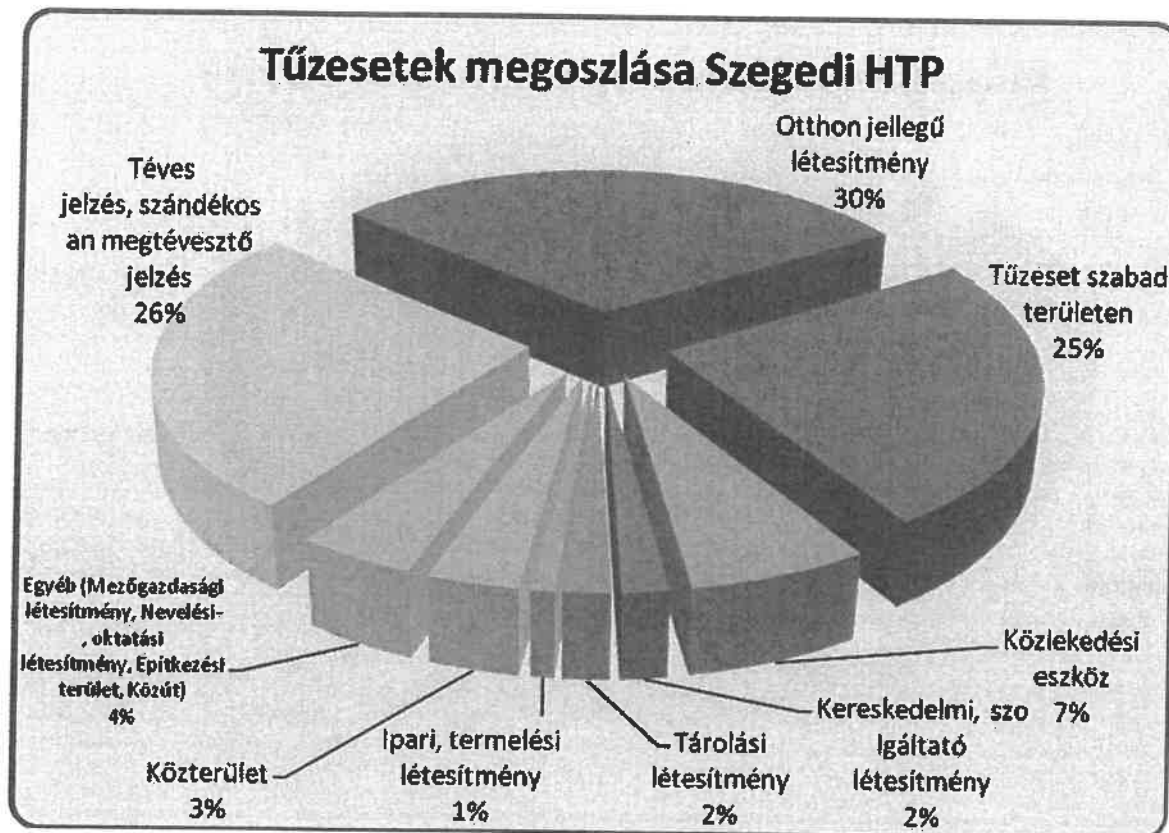 Tűzesetek megoszlása Szegedi HTP
Otthon jellegű
létesítmény
30%
Téves
jelzés, szándékos
an megtévesztő
jelzés
26%
Tűzeset szabad
területen
25%
Egyéb (Mezőgazdasági
létesítmény, Nevelési-
, oktatási
létesítmény, Építkezési
terület, Közút)
4%
Közterület
3%
Ipari, termelési
létesítmény
1%
Tárolási
létesítmény
2%
Kereskedelmi, szo
lgáltató
létesítmény
2%
Közlekedési
eszköz
7%